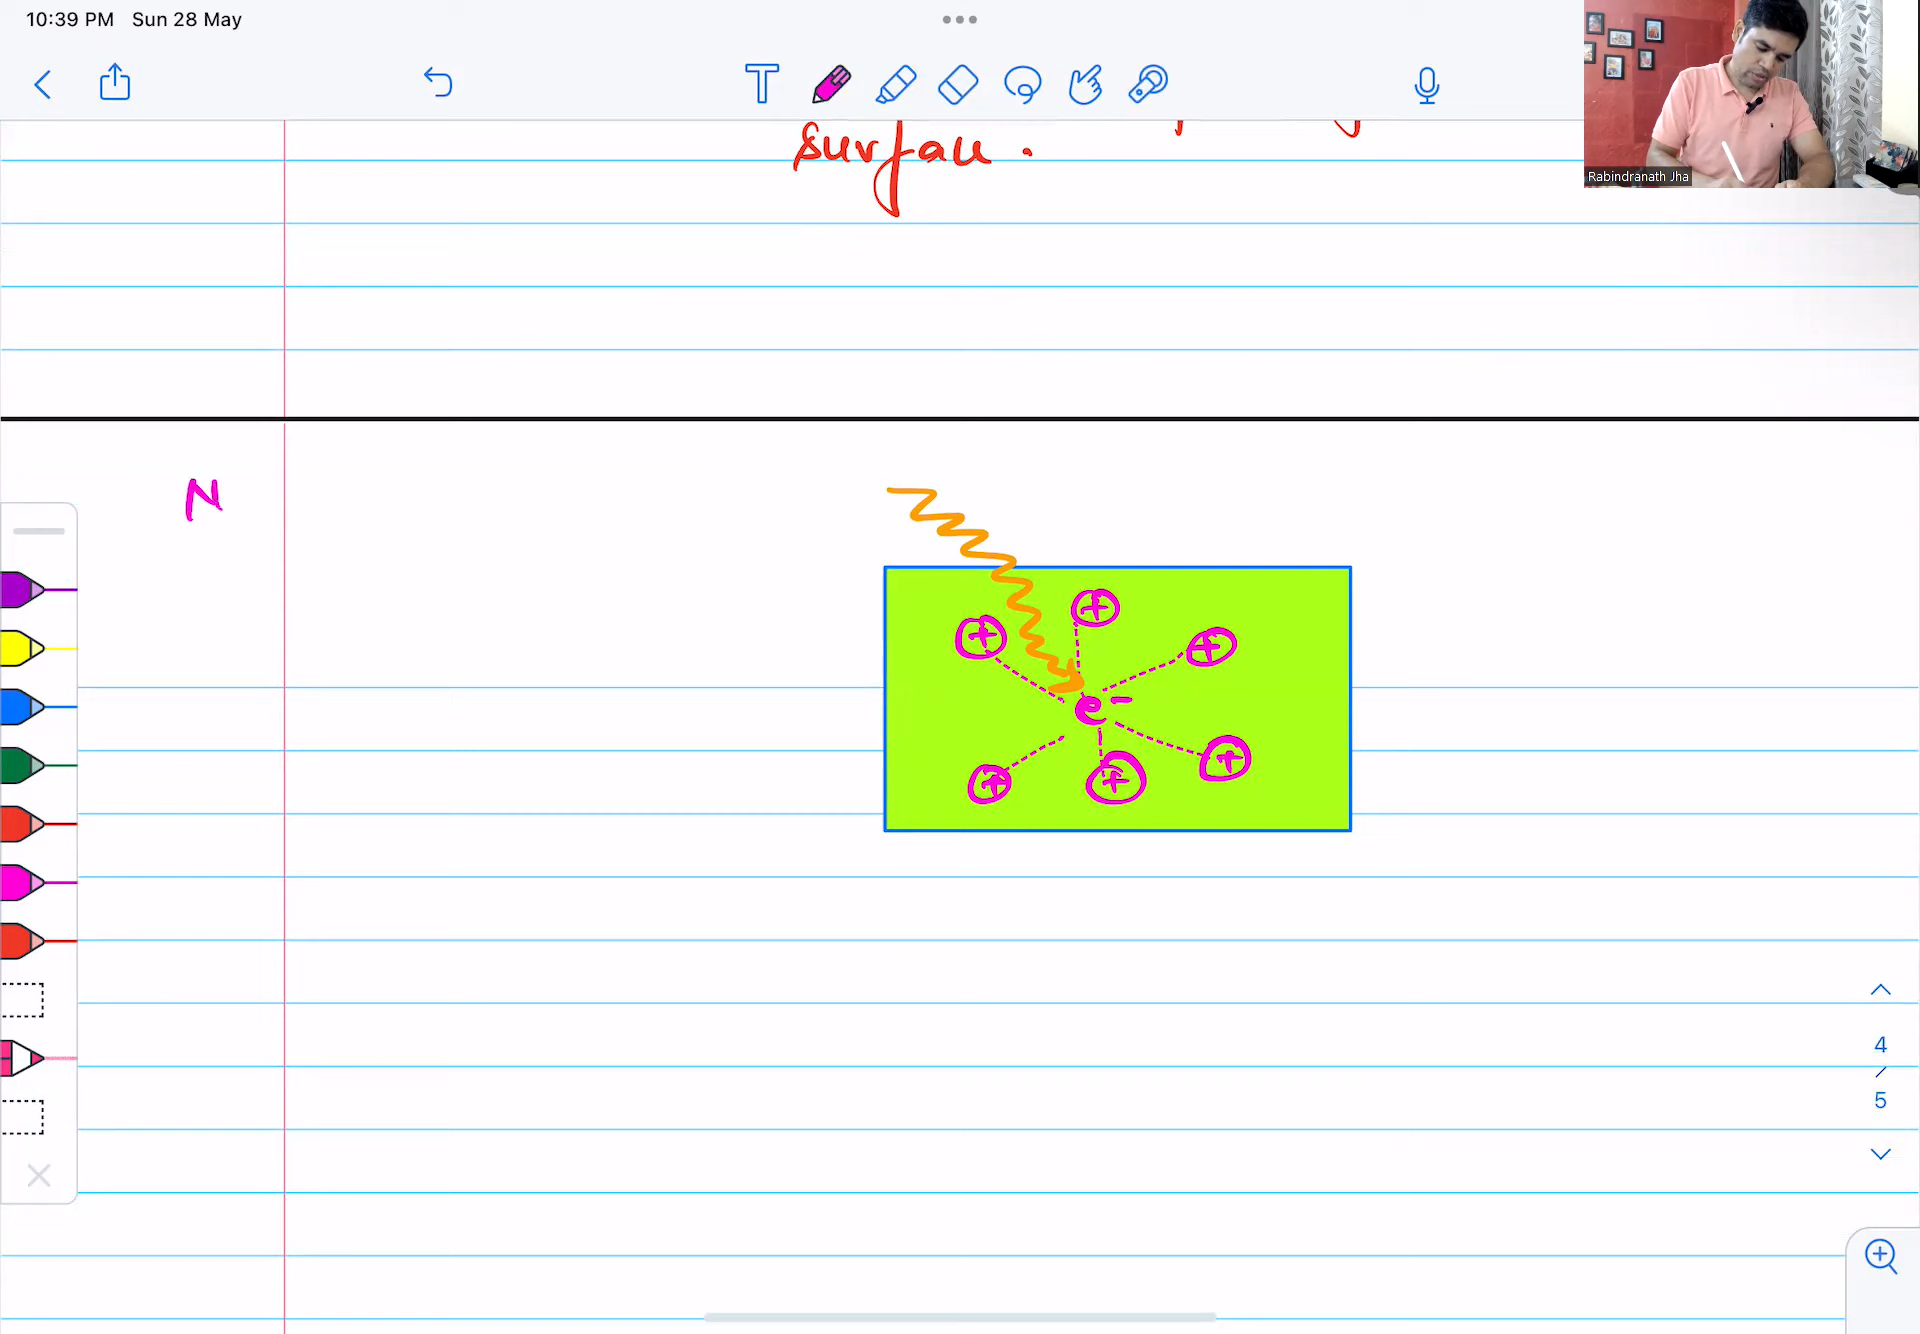 10:39 PM Sun 28 May
T
Rabindranath Jha
surface.
N
+
+
+
e⁻
+
+
+
4
/
5